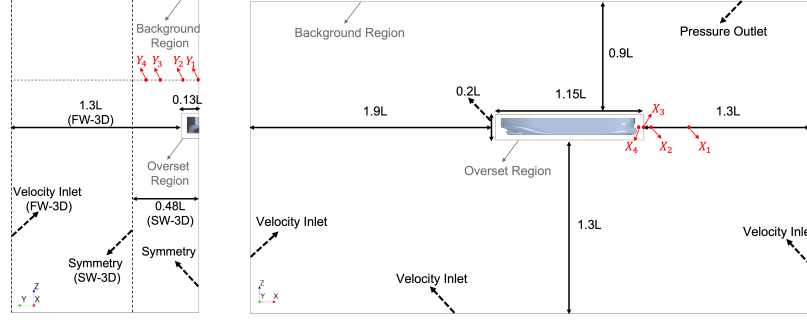 Background
Region
Y4 Y3 Y2 Y1
1.3L
(FW-3D)
0.13L
Overset
Region
Velocity Inlet
(FW-3D)
0.48L
(SW-3D)
Symmetry
(SW-3D)
Symmetry
Z
Y X
Background Region
Pressure Outlet
0.9L
0.2L
1.15L
1.9L
1.3L
X3
X4 X2 X1
Overset Region
1.3L
Velocity Inlet
Velocity Inle
Velocity Inlet
Z
Y X